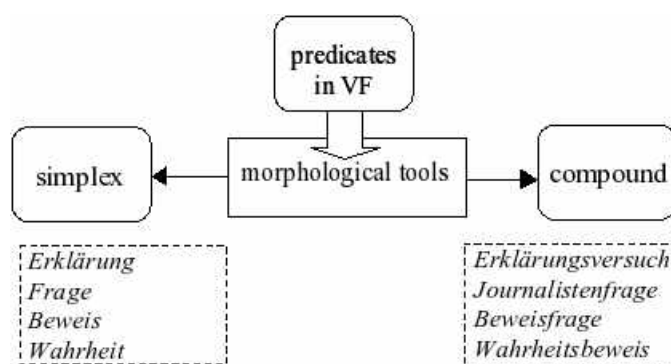 predicates
in VF
simplex
morphological tools
compound
Erklärung
Frage
Beweis
Wahrheit
Erklärungsversuch
Journalistenfrage
Beweisfrage
Wahrheitsbeweis